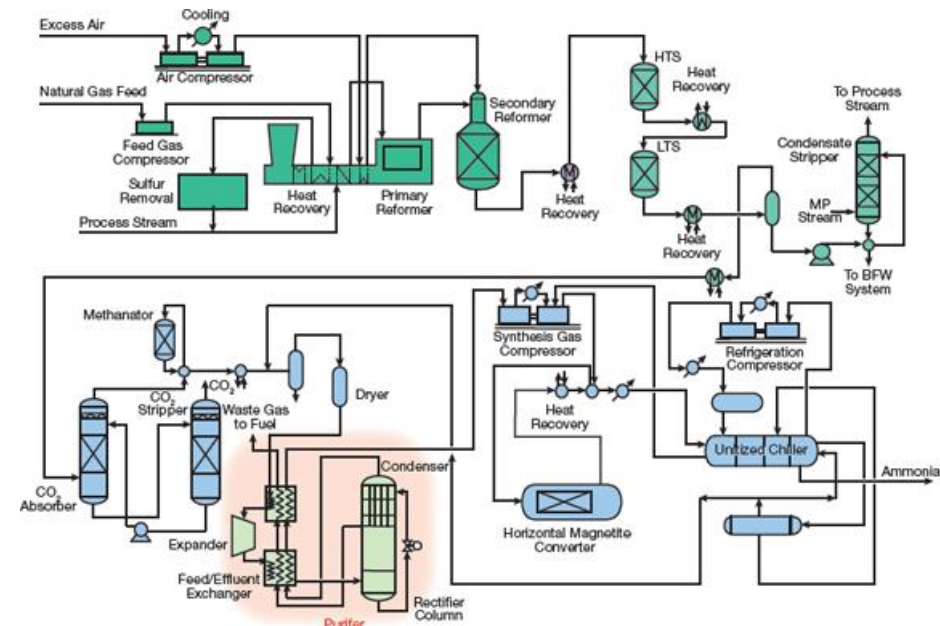 Cooling
Excess Air
Air Compressor
HTS
Heat
Recovery
To Process
Stream
Natural Gas Feed
Secondary
Reformer
Condensate
Stripper
Feed Gas
Compressor
LTS
Sulfur
Removal
Heat
Recovery
Primary
Reformer
Heat
Recovery
MP
Stream
Process Stream
Heat
Recovery
To BFW
System
Methanator
Synthesis Gas
Compressor
Refrigeration
Compressor
CO2
CO2
Stripper
Waste Gas
to Fuel
Dryer
Heat
Recovery
Unitized Chiller
Condenser
Ammonia
CO2
Absorber
Expander
Horizontal Magnetite
Converter
Feed/Effluent
Exchanger
Rectifier
Column
Purifer